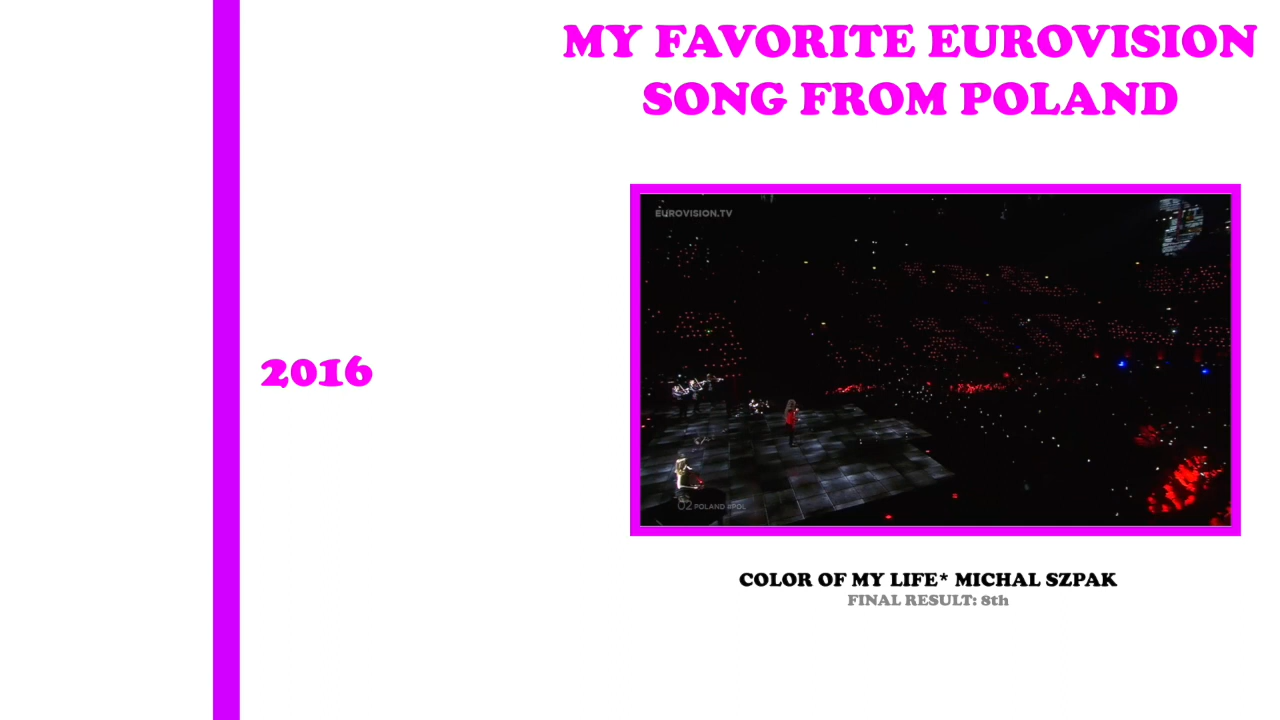 MY FAVORITE EUROVISION
SONG FROM POLAND
EUROVISION.TV
2016
02 POLAND #POL
COLOR OF MY LIFE* MICHAL SZPAK
FINAL RESULT: 8th